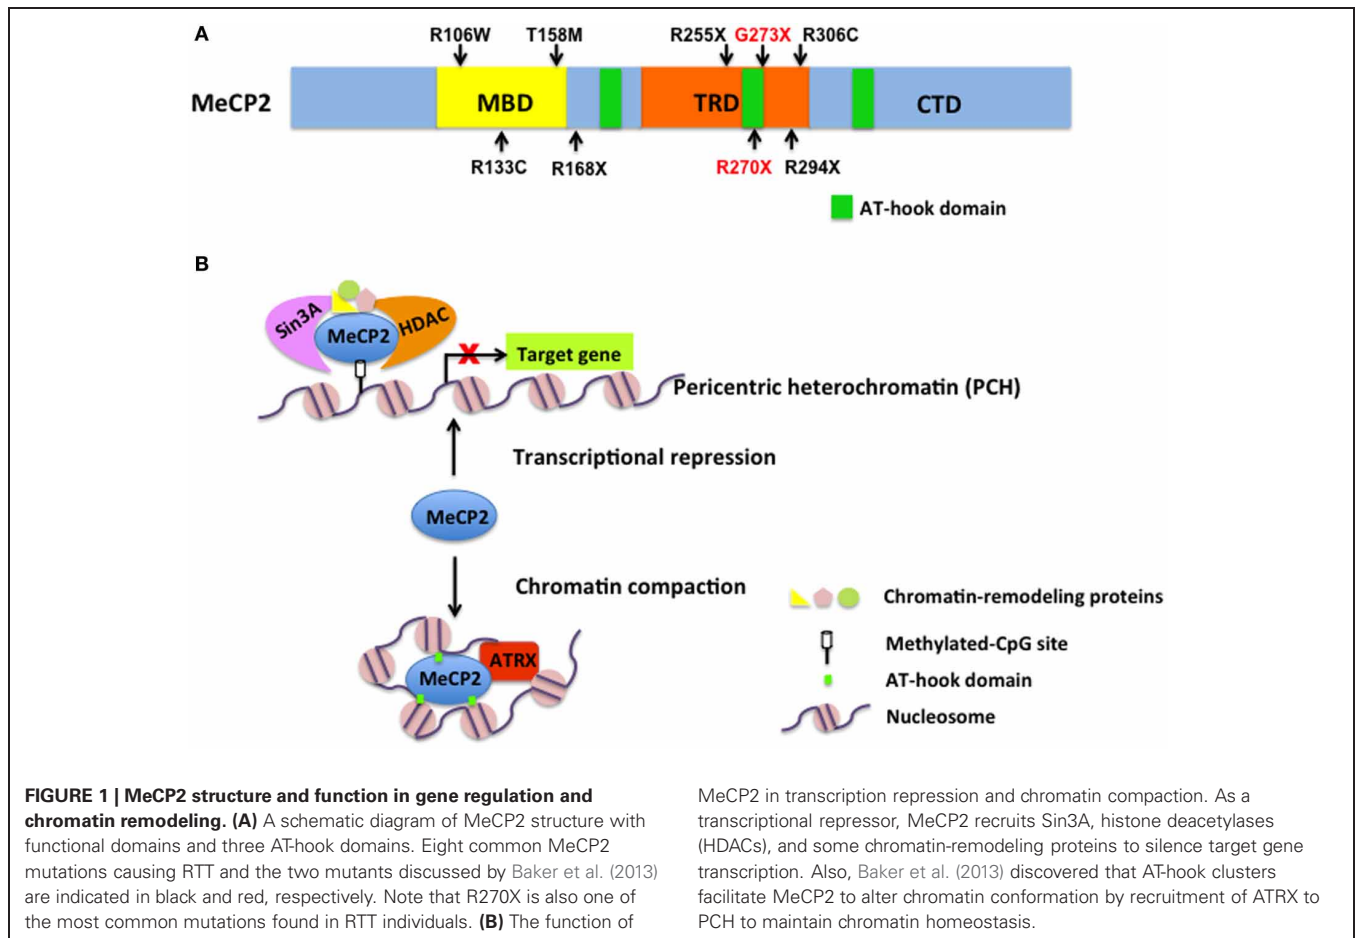 A
R106W T158M R255X G273X R306C
MeCP2 MBD TRD CTD
R133C R168X R270X R294X
AT-hook domain
B
Sin3A MeCP2 HDAC
X Target gene
Pericentric heterochromatin (PCH)
Transcriptional repression
MeCP2
Chromatin compaction
Chromatin-remodeling proteins
Methylated-CpG site
ATRX
MeCP2
AT-hook domain
Nucleosome
FIGURE 1 | MeCP2 structure and function in gene regulation and
chromatin remodeling. (A) A schematic diagram of MeCP2 structure with
functional domains and three AT-hook domains. Eight common MeCP2
mutations causing RTT and the two mutants discussed by Baker et al. (2013)
are indicated in black and red, respectively. Note that R270X is also one of
the most common mutations found in RTT individuals. (B) The function of
MeCP2 in transcription repression and chromatin compaction. As a
transcriptional repressor, MeCP2 recruits Sin3A, histone deacetylases
(HDACs), and some chromatin-remodeling proteins to silence target gene
transcription. Also, Baker et al. (2013) discovered that AT-hook clusters
facilitate MeCP2 to alter chromatin conformation by recruitment of ATRX to
PCH to maintain chromatin homeostasis.